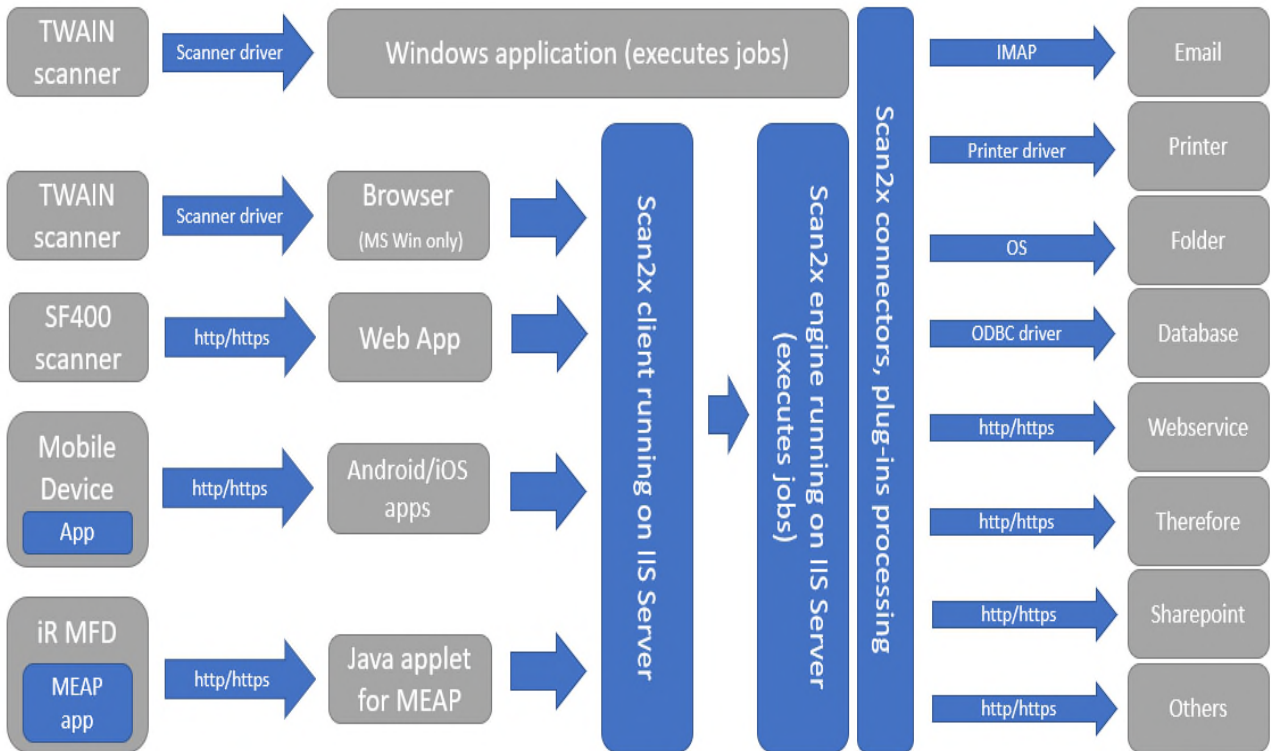 TWAIN
scanner
Scanner driver
Windows application (executes jobs)
IMAP
Email
Printer driver
Printer
TWAIN
scanner
Scanner driver
Browser
(MS Win only)
OS
Folder
SF400
scanner
http/https
Web App
ODBC driver
Database
Scan2x client running on IIS Server
Scan2x engine running on IIS Server
(executes jobs)
Scan2x connectors, plug-ins processing
http/https
Webservice
Mobile
Device
App
http/https
Android/iOS
apps
http/https
Therefore
http/https
Sharepoint
iR MFD
MEAP
app
http/https
Java applet
for MEAP
http/https
Others